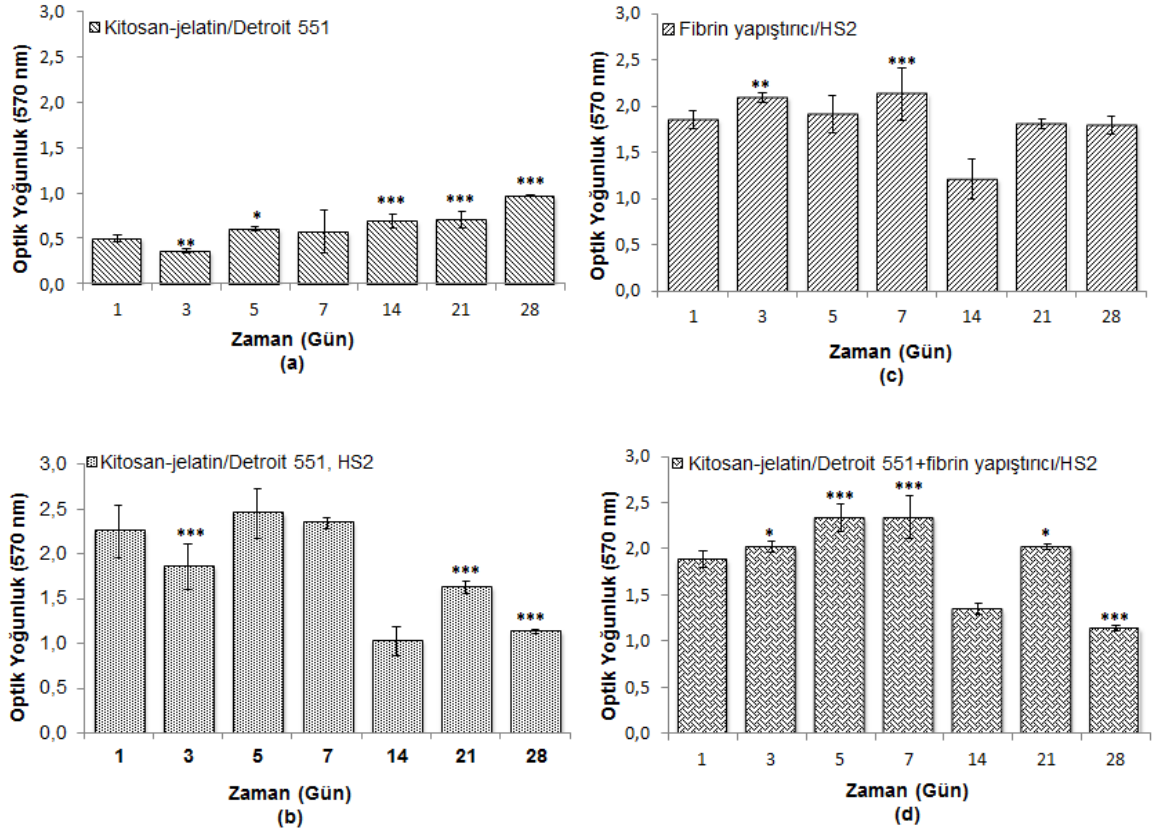 Kitosan-jelatin/Detroit 551
Optik Yoğunluk (570 nm)
3,0
2,5
2,0
1,5
1,0
0,5
0,0
** * *** *** ***
1 3 5 7 14 21 28
Zaman (Gün)
(a)
Fibrin yapıştırıcı/HS2
Optik Yoğunluk (570 nm)
3,0
2,5
2,0
1,5
1,0
0,5
0,0
** ***
1 3 5 7 14 21 28
Zaman (Gün)
(c)
Kitosan-jelatin/Detroit 551, HS2
Optik Yoğunluk (570 nm)
3,0
2,5
2,0
1,5
1,0
0,5
0,0
*** *** ***
1 3 5 7 14 21 28
Zaman (Gün)
(b)
Kitosan-jelatin/Detroit 551+fibrin yapıştırıcı/HS2
Optik Yoğunluk (570 nm)
3,0
2,5
2,0
1,5
1,0
0,5
0,0
* *** *** * ***
1 3 5 7 14 21 28
Zaman (Gün)
(d)